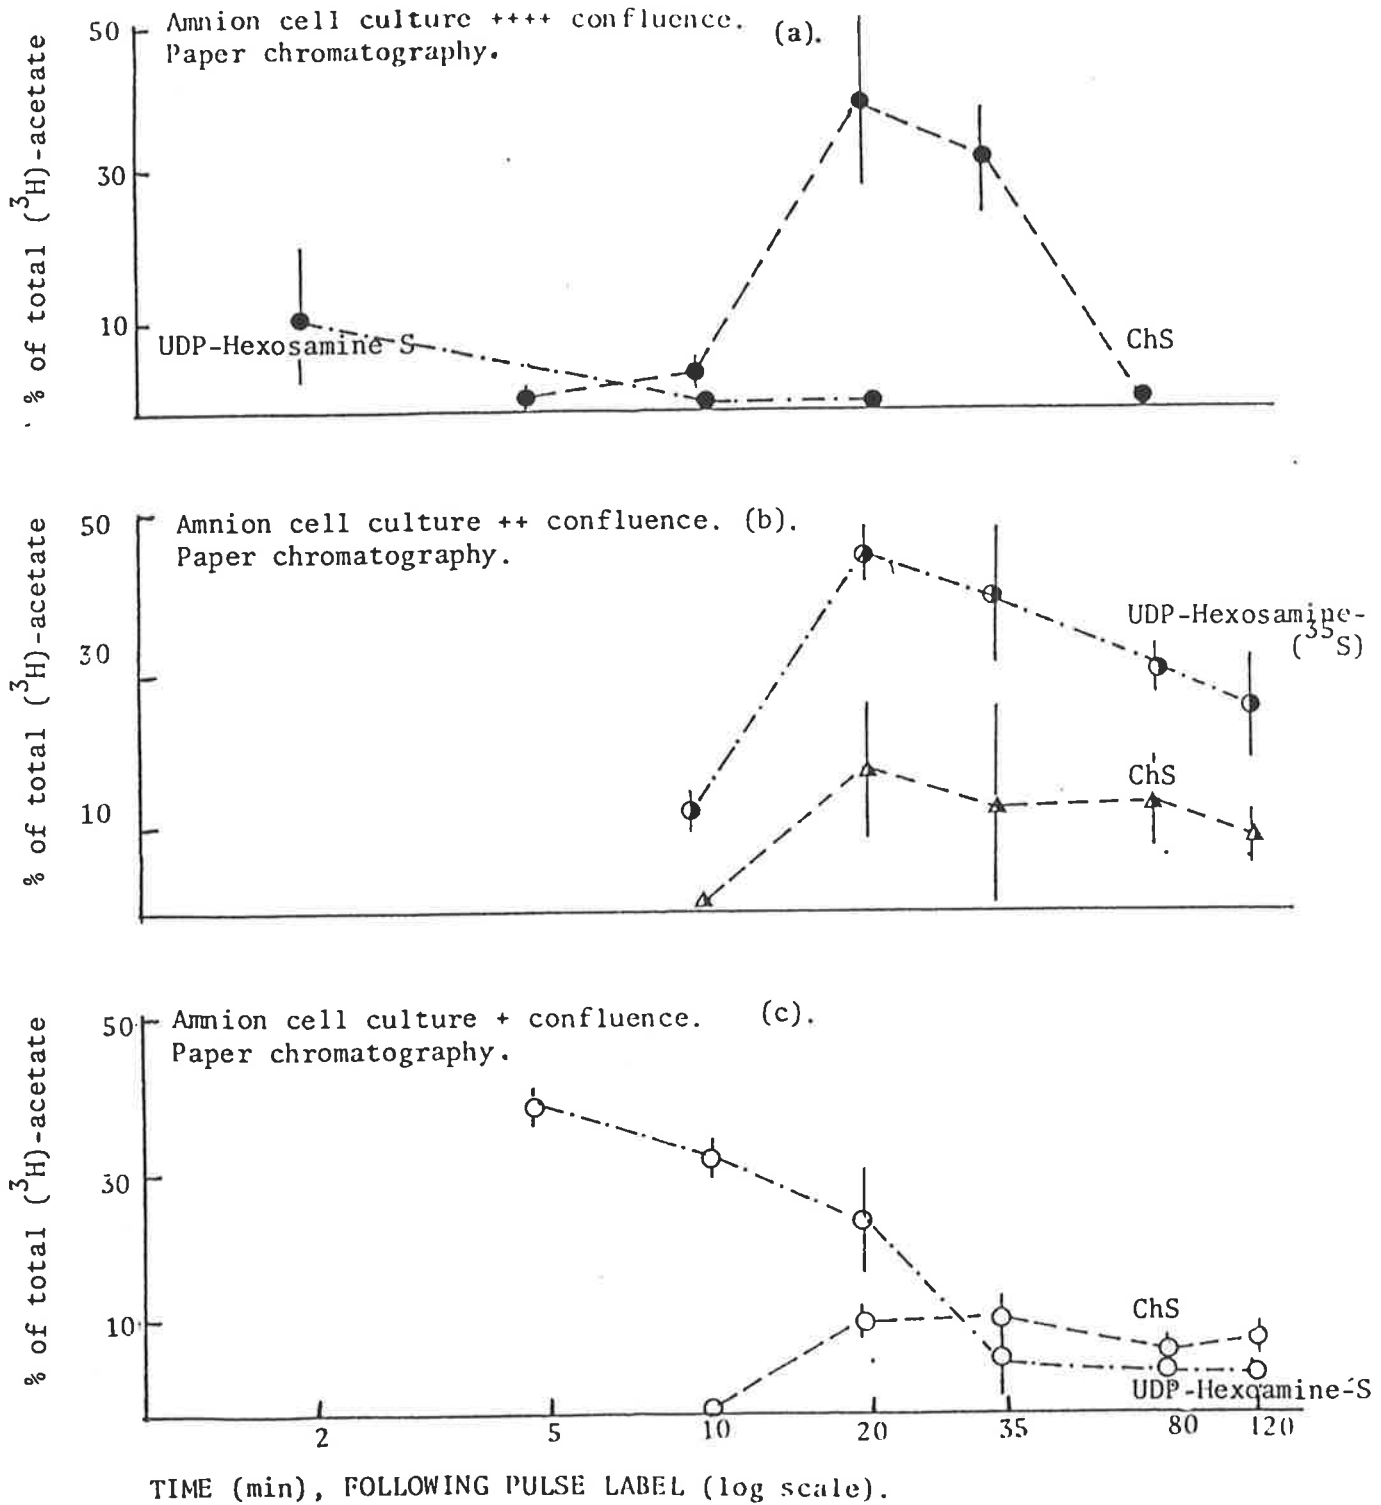 Amnion cell culture ++++ confluence. (a).
Paper chromatography.
% of total (³H)-acetate
50
30
10
UDP-Hexosamine S
ChS
Amnion cell culture ++ confluence. (b).
Paper chromatography.
% of total (³H)-acetate
50
30
10
UDP-Hexosamine-
(³⁵S)
ChS
Amnion cell culture + confluence. (c).
Paper chromatography.
% of total (³H)-acetate
50
30
10
ChS
UDP-Hexoqamine-S
2 5 10 20 35 80 120
TIME (min), FOLLOWING PULSE LABEL (log scale).